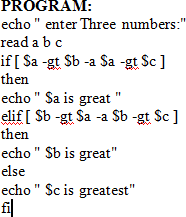 PROGRAM:
echo " enter Three numbers:"
read a b c
if [ $a -gt $b -a $a -gt $c ]
then
echo " $a is great "
elif [ $b -gt $a -a $b -gt $c ]
then
echo " $b is great"
else
echo " $c is greatest"
fi